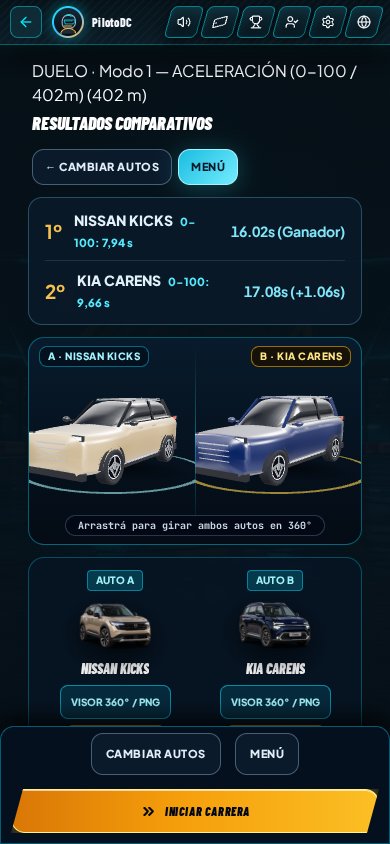 PilotoDC
DUELO · Modo 1 — ACELERACIÓN (0–100 /
402m) (402 m)
RESULTADOS COMPARATIVOS
← CAMBIAR AUTOS
MENÚ
1º NISSAN KICKS 0–
100: 7,94 s
16.02s (Ganador)
2º KIA CARENS 0–100:
9,66 s
17.08s (+1.06s)
A · NISSAN KICKS
B · KIA CARENS
Arrastrá para girar ambos autos en 360°
AUTO A
AUTO B
NISSAN KICKS
KIA CARENS
VISOR 360° / PNG
VISOR 360° / PNG
CAMBIAR AUTOS
MENÚ
INICIAR CARRERA